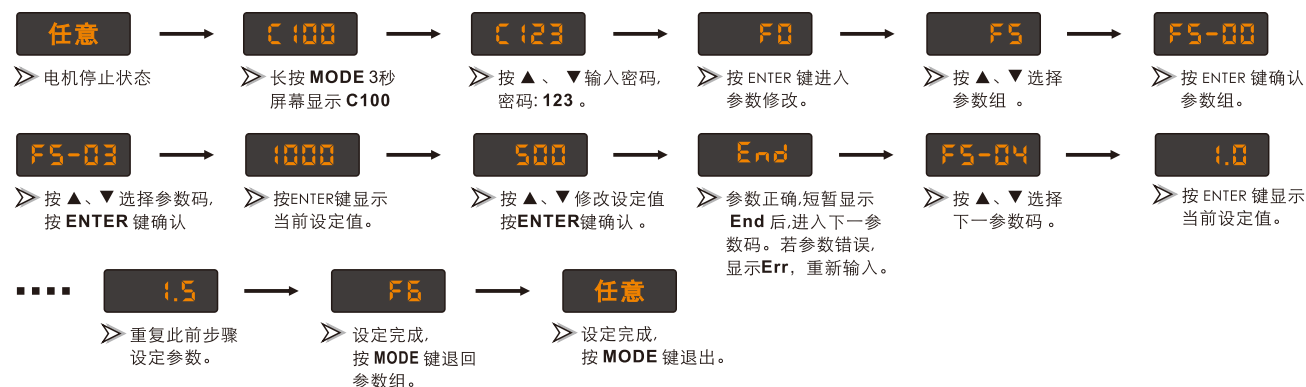 任意 C100 C123 F0 F5 F5-00
电机停止状态
长按 MODE 3秒
屏幕显示 C100
按 ▲ 、 ▼输入密码,
密码: 123 。
按 ENTER 键进入
参数修改。
按 ▲、▼ 选择
参数组 。
按 ENTER 键确认
参数组。
F5-03 1000 500 End F5-04 1.0
按 ▲、▼ 选择参数码,
按 ENTER 键确认
按ENTER键显示
当前设定值。
按 ▲、▼ 修改设定值
按ENTER键确认 。
参数正确,短暂显示
End 后,进入下一参
数码。若参数错误,
显示Err，重新输入。
按 ▲、▼ 选择
下一参数码 。
按 ENTER 键显示
当前设定值。
1.5 F6 任意
重复此前步骤
设定参数。
设定完成,
按 MODE 键退回
参数组。
设定完成,
按 MODE 键退出。